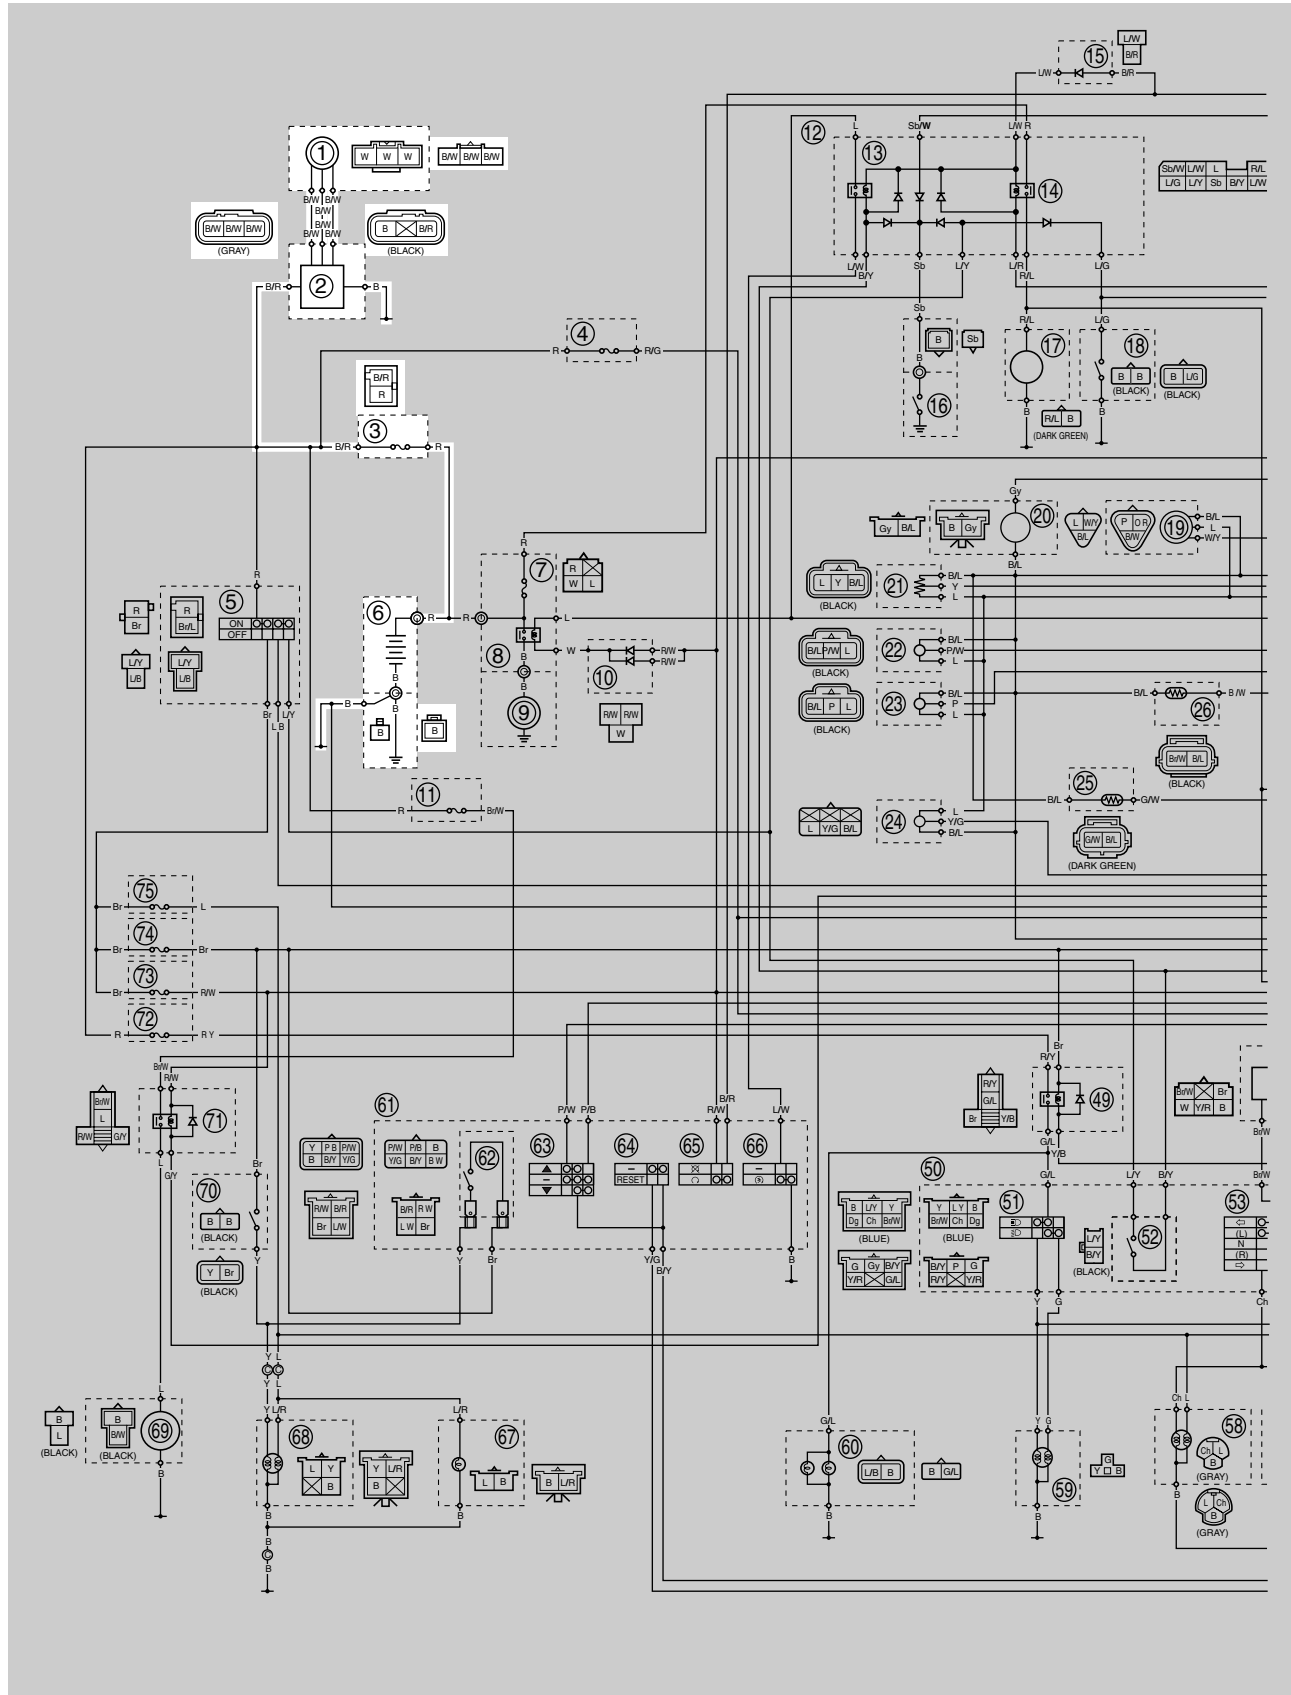 15
L/W
B/R
L/W
B/R
12
L
Sb/W
L/W R
1
W W W
B/W B/W B/W
13
14
Sb/W L/W L R/L
L/G L/Y Sb B/Y L/W
B/W B/W
B/W
B/W B/W B/W
(GRAY)
B/W
B/W B/W
B B/R
(BLACK)
2
B/R
B
L/W
B/Y
Sb
L/Y
L/R
R/L
L/G
Sb
R/L
L/G
4
R
R/G
B
Sb
B
16
17
18
B B
(BLACK)
B L/G
(BLACK)
B
R/L B
(DARK GREEN)
B
B/R
R
3
B/R
R
Gy
20
Gy B/L
B Gy
B/L
L W/Y
B/L
P O R
B/W
19
B/L
L
W/Y
R
7
R
W L
L Y B/L
(BLACK)
21
B/L
Y
L
R
5
R
Br
R
Br/L
ON
OFF
L/Y
L/B
L/Y
L/B
Br
L B
L/Y
6
R
R
B
B
B
B
B
8
L
W
B
B
9
10
R/W
R/W
R/W R/W
W
B/L P/W L
(BLACK)
22
B/L
P/W
L
B/L P L
(BLACK)
23
B/L
P
L
B/L
B/W
26
Br/W B/L
(BLACK)
11
R
Br/W
25
B/L
G/W
G/W B/L
(DARK GREEN)
L Y/G B/L
24
L
Y/G
B/L
75
Br
L
74
Br
Br
73
Br
R/W
72
R
R Y
Br/W
R/W
Br/W
L
R/W G/Y
71
L
G/Y
61
P/W P/B
B/R
R/W
L/W
Y P B P/W
B B/Y Y/G
P/W P/B B
Y/G B/Y B W
R/W B/R
Br L/W
B/R R W
L W Br
62
63
64
RESET
65
66
Y
Br
Y/G
B/Y
B
Br
70
B B
(BLACK)
Y Br
(BLACK)
Y
R/Y
Br
R/Y
G/L
Br Y/B
49
G/L
Y/B
Br/W Br
W Y/R B
Br/W
50
G/L
L/Y
B/Y
Br/W
B L/Y Y
Dg Ch Br/W
(BLUE)
Y L Y B
Br/W Ch Dg
(BLUE)
G Gy B/Y
Y/R G/L
B/Y P G
R/Y Y/R
51
L/Y
B/Y
(BLACK)
52
53
(L)
N
(R)
Y
G
Ch
Y L
C C
Y L
Y L/R
L/R
L
B
L
(BLACK)
B
B/W
(BLACK)
69
B
68
L Y
B
Y L/R
B
B
67
L B
B L/R
B
B
C
B
G/L
60
L/B B
B G/L
B
Y G
59
G
Y B
B
Ch L
58
Ch L
B
(GRAY)
L Ch
B
(GRAY)
B